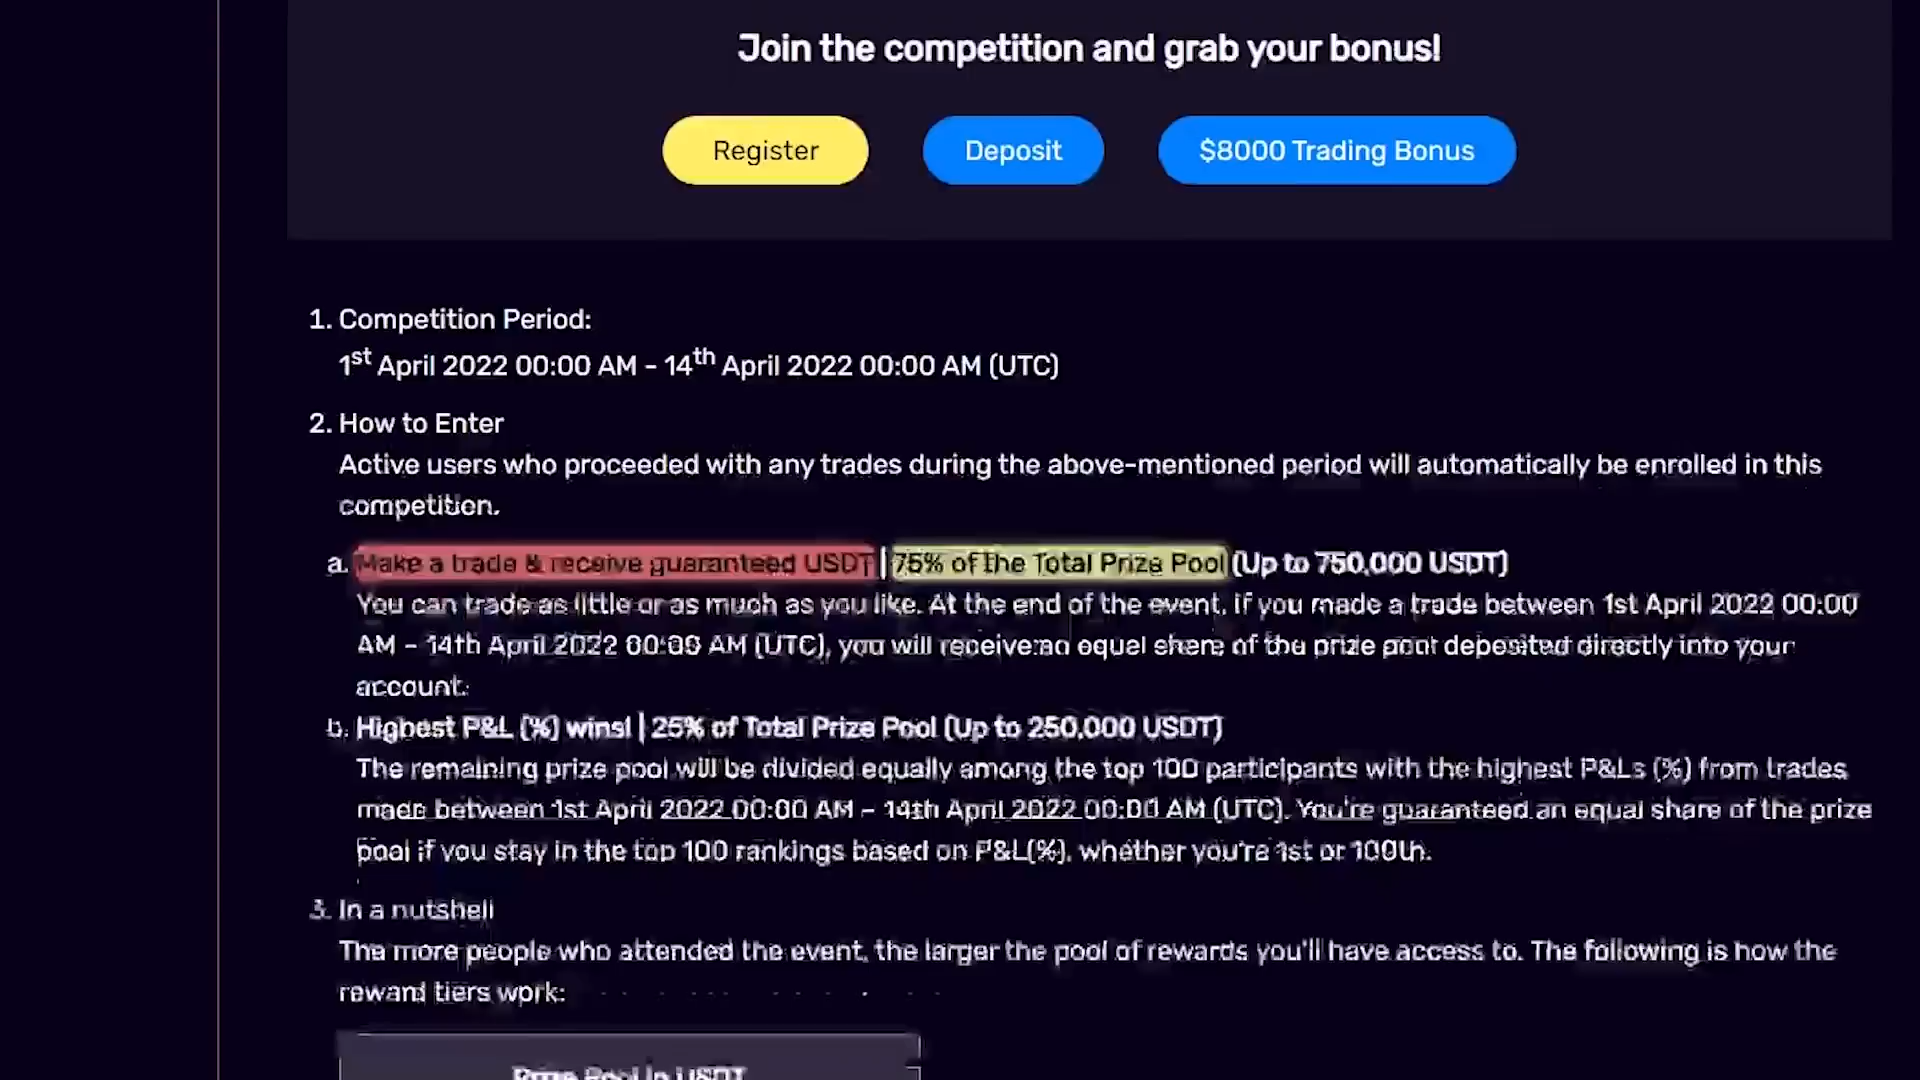 Join the competition and grab your bonus!
Register
Deposit
$8000 Trading Bonus
1. Competition Period:
1st April 2022 00:00 AM - 14th April 2022 00:00 AM (UTC)
2. How to Enter
Active users who proceeded with any trades during the above-mentioned period will automatically be enrolled in this
competition.
a. Make a trade & receive guaranteed USDT | 75% of the Total Prize Pool (Up to 750,000 USDT)
You can trade as little or as much as you like. At the end of the event, if you made a trade between 1st April 2022 00:00
AM - 14th April 2022 00:00 AM (UTC), you will receive an equal share of the prize pool deposited directly into your
account.
b. Highest P&L (%) wins! | 25% of Total Prize Pool (Up to 250,000 USDT)
The remaining prize pool will be divided equally among the top 100 participants with the highest P&Ls (%) from trades
made between 1st April 2022 00:00 AM - 14th April 2022 00:00 AM (UTC). You're guaranteed an equal share of the prize
pool if you stay in the top 100 rankings based on P&L(%), whether you're 1st or 100th.
3. In a nutshell
The more people who attended the event, the larger the pool of rewards you'll have access to. The following is how the
reward tiers work:
Prize Pool in USDT